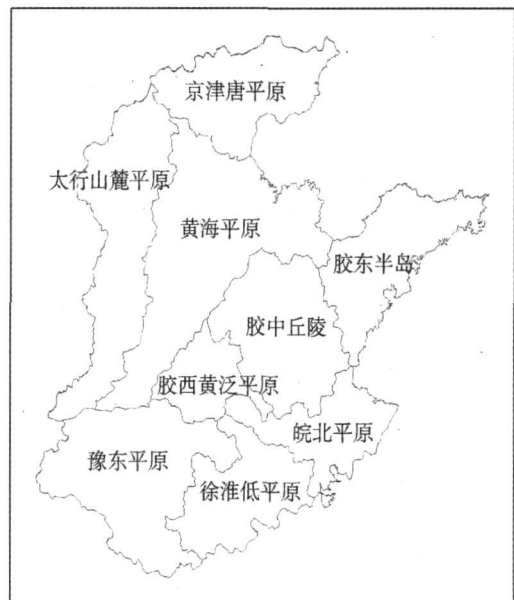 京津唐平原
太行山麓平原
黄海平原
胶东半岛
胶中丘陵
胶西黄泛平原
皖北平原
豫东平原
徐淮低平原